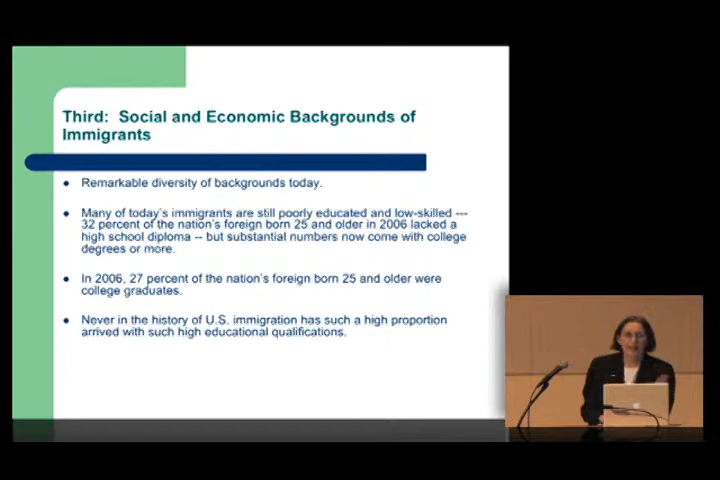 Third: Social and Economic Backgrounds of
Immigrants
Remarkable diversity of backgrounds today.
Many of today's immigrants are still poorly educated and low-skilled ---
32 percent of the nation's foreign born 25 and older in 2006 lacked a
high school diploma -- but substantial numbers now come with college
degrees or more.
In 2006, 27 percent of the nation's foreign born 25 and older were
college graduates.
Never in the history of U.S. immigration has such a high proportion
arrived with such high educational qualifications.